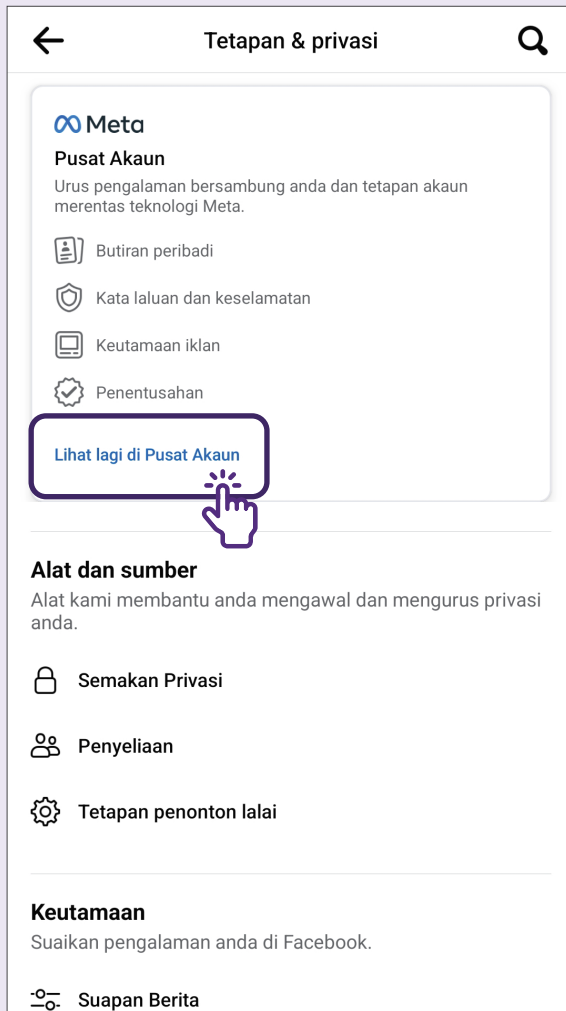 Tetapan & privasi
Meta
Pusat Akaun
Urus pengalaman bersambung anda dan tetapan akaun
merentas teknologi Meta.
Butiran peribadi
Kata laluan dan keselamatan
Keutamaan iklan
Penentusahan
Lihat lagi di Pusat Akaun
Alat dan sumber
Alat kami membantu anda mengawal dan mengurus privasi
anda.
Semakan Privasi
Penyeliaan
Tetapan penonton lalai
Keutamaan
Suaikan pengalaman anda di Facebook.
Suapan Berita